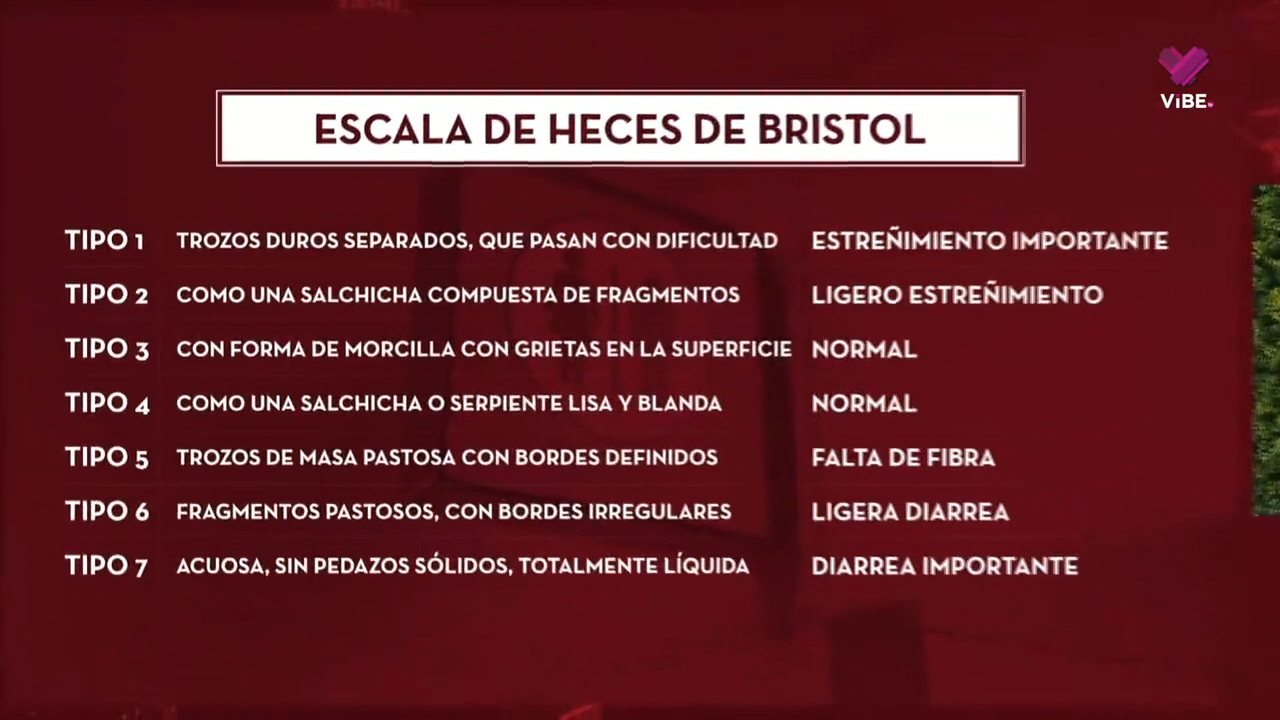 ViBE
ESCALA DE HECES DE BRISTOL
TIPO 1 TROZOS DUROS SEPARADOS, QUE PASAN CON DIFICULTAD ESTREÑIMIENTO IMPORTANTE
TIPO 2 COMO UNA SALCHICHA COMPUESTA DE FRAGMENTOS LIGERO ESTREÑIMIENTO
TIPO 3 CON FORMA DE MORCILLA CON GRIETAS EN LA SUPERFICIE NORMAL
TIPO 4 COMO UNA SALCHICHA O SERPIENTE LISA Y BLANDA NORMAL
TIPO 5 TROZOS DE MASA PASTOSA CON BORDES DEFINIDOS FALTA DE FIBRA
TIPO 6 FRAGMENTOS PASTOSOS, CON BORDES IRREGULARES LIGERA DIARREA
TIPO 7 ACUOSA, SIN PEDAZOS SÓLIDOS, TOTALMENTE LÍQUIDA DIARREA IMPORTANTE